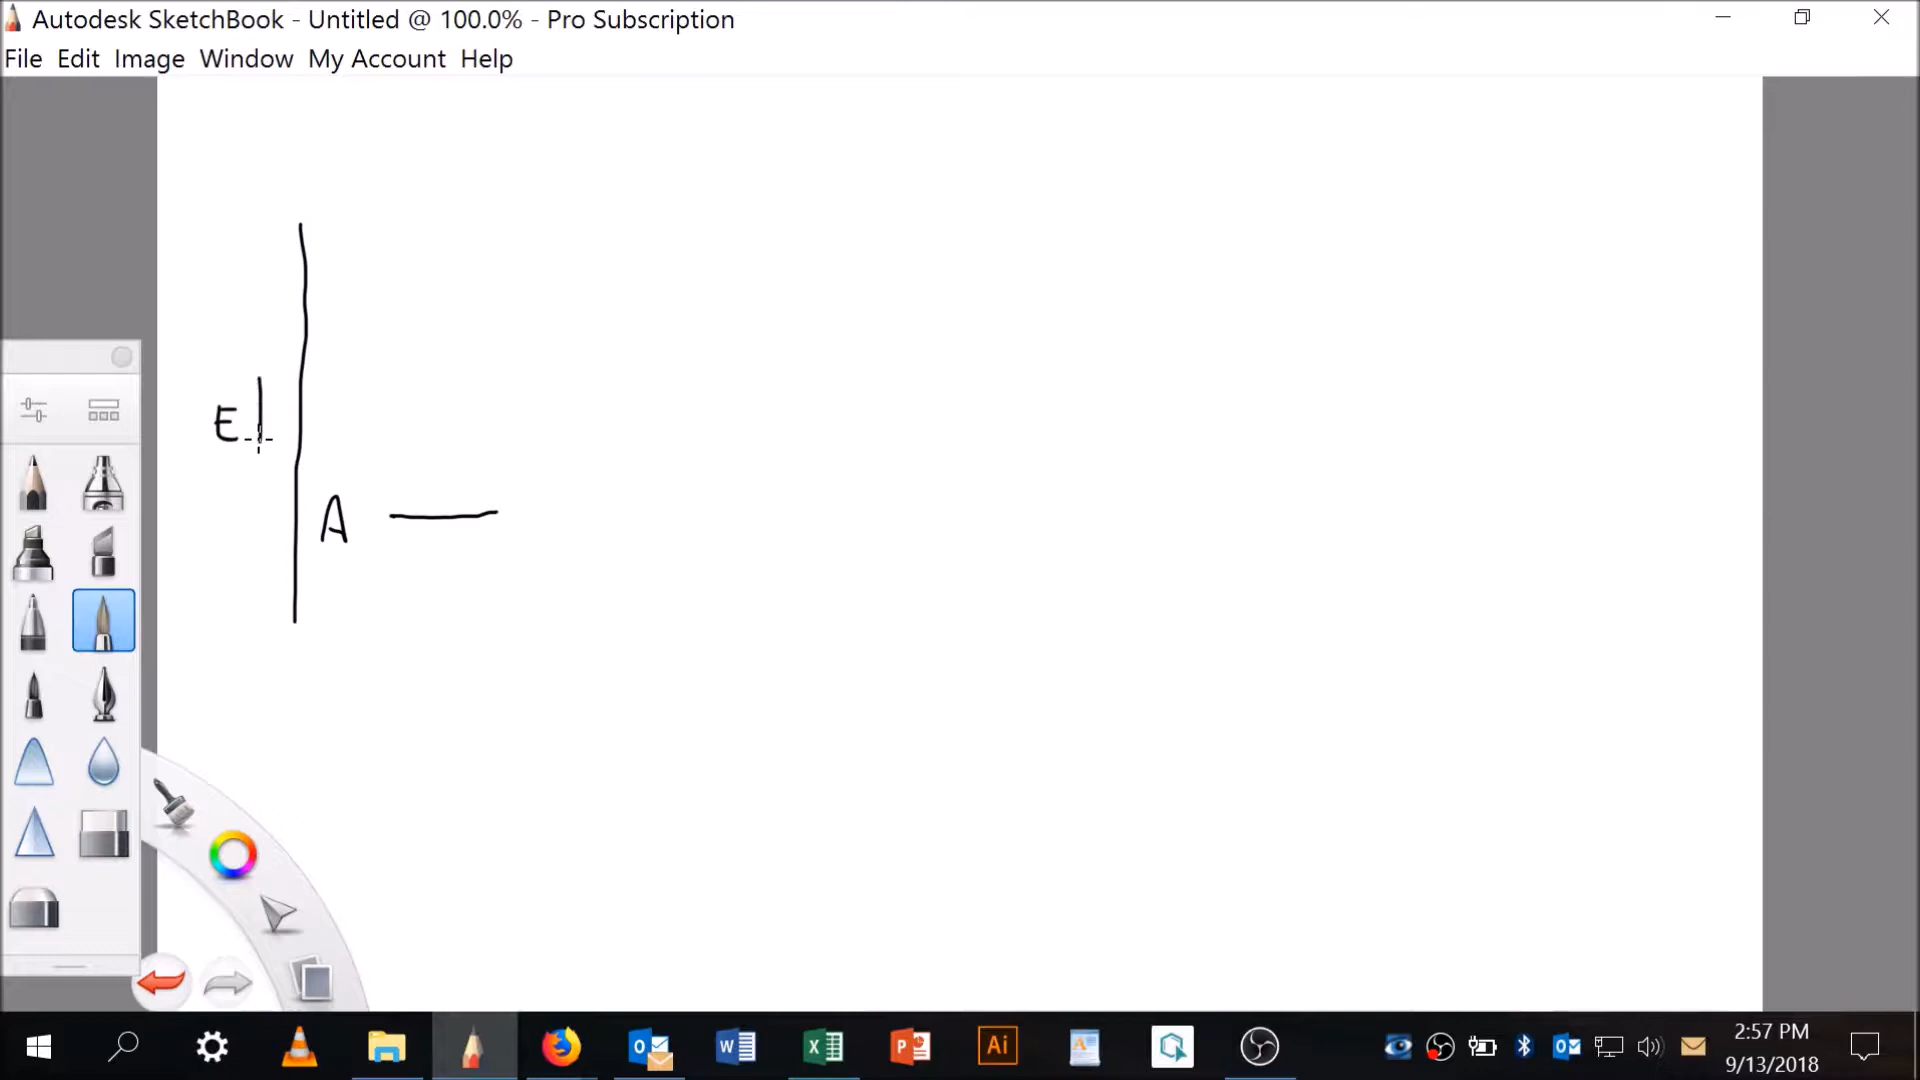 Autodesk SketchBook - Untitled @ 100.0% - Pro Subscription
File Edit Image Window My Account Help
E
A
Ai
2:57 PM
9/13/2018